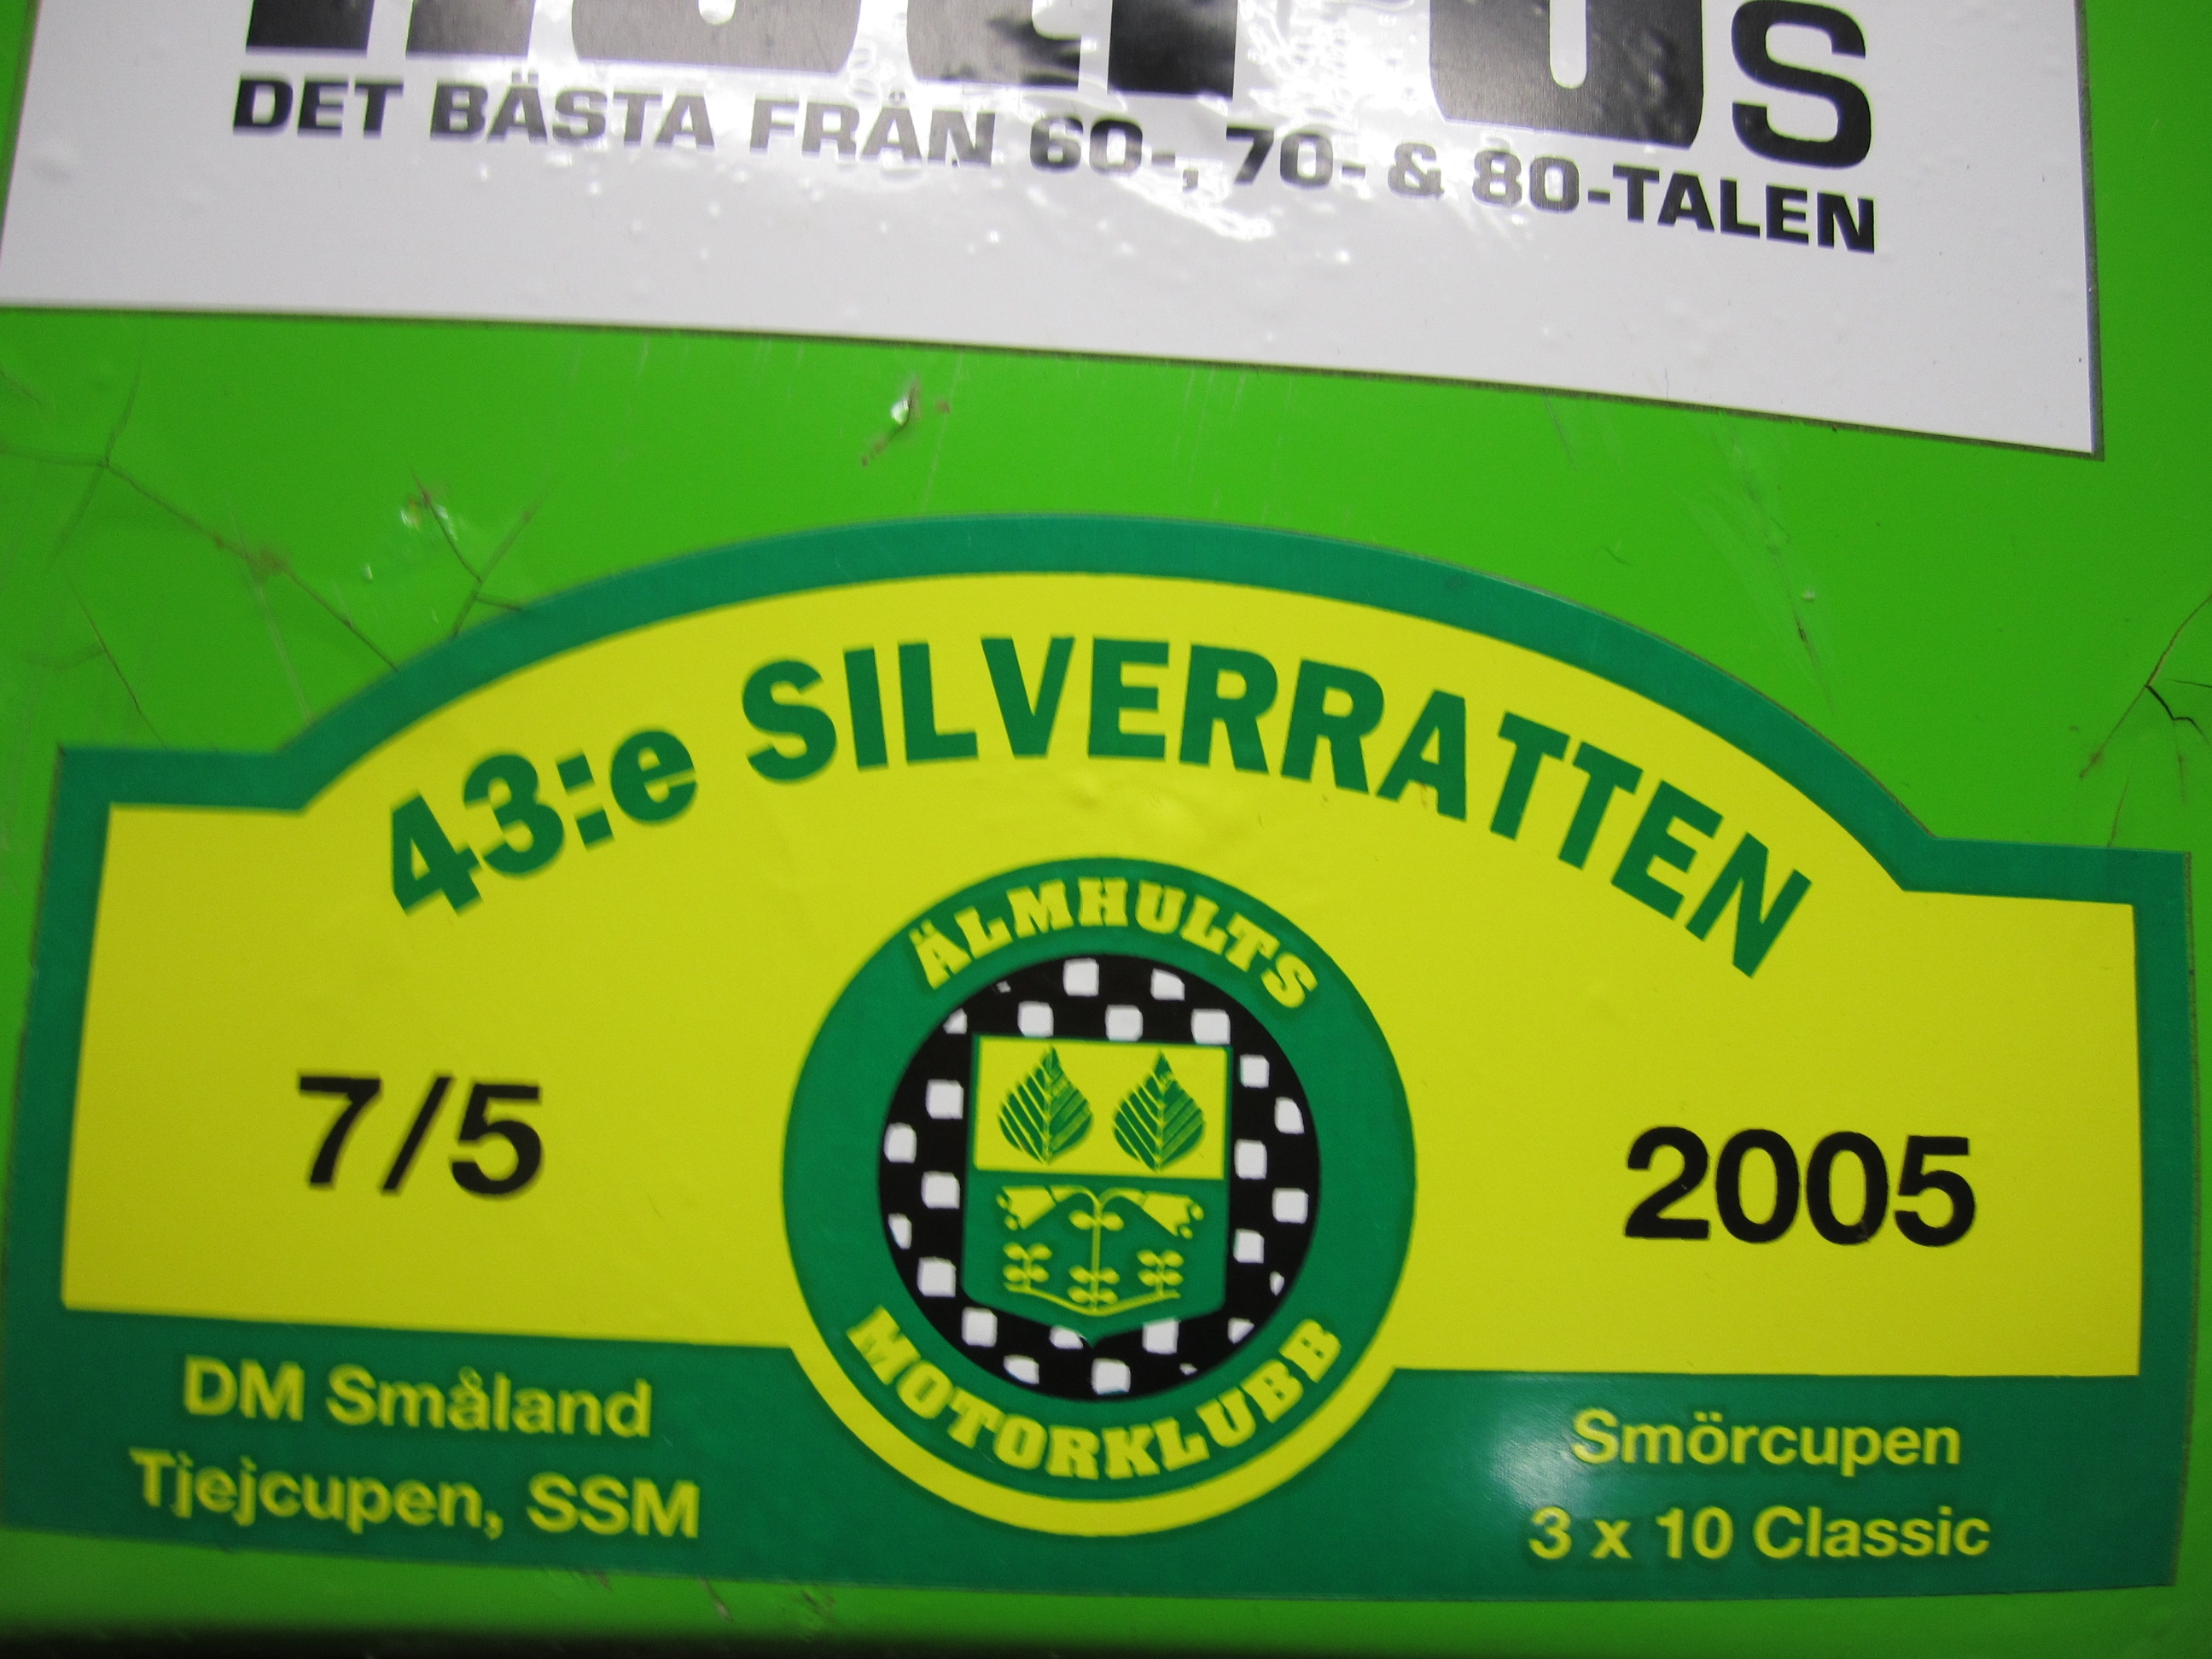 DET BÄSTA FRÅN 60-, 70- & 80-TALEN
43:e SILVERRATTEN
ÄLMHULTS
7/5
2005
MOTORKLUBB
DM Småland
Tjejcupen, SSM
Smörcupen
3 x 10 Classic